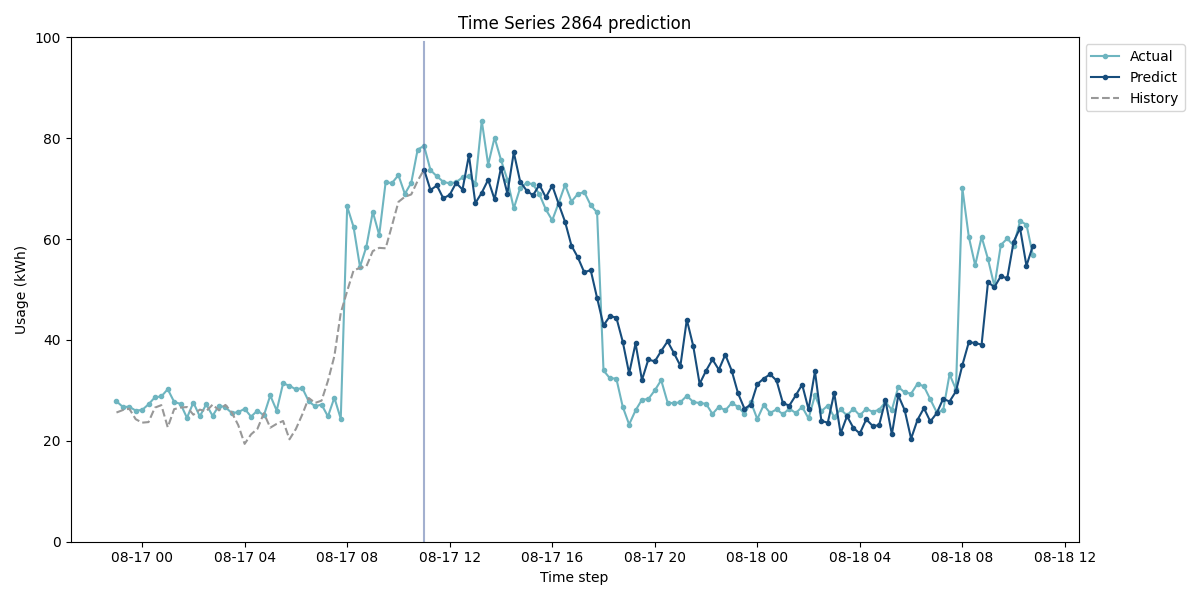 Time Series 2864 prediction
100
80
60
40
20
0
Usage (kWh)
08-17 00 08-17 04 08-17 08 08-17 12 08-17 16 08-17 20 08-18 00 08-18 04 08-18 08 08-18 12
Time step
Actual
Predict
History